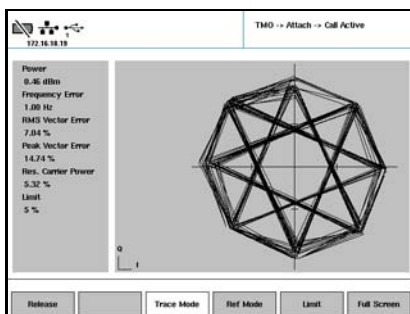 TMO -> Attach -> Call Active
1
172.16.10.19
Power
0.46 dBm
Frequency Error
1.00 Hz
RMS Vector Error
7.04 %
Peak Vector Error
14.74 %
Res. Carrier Power
5.32 %
Limit
5 %
Q
I
Release
Trace Mode
Ref Mode
Limit
Full Screen